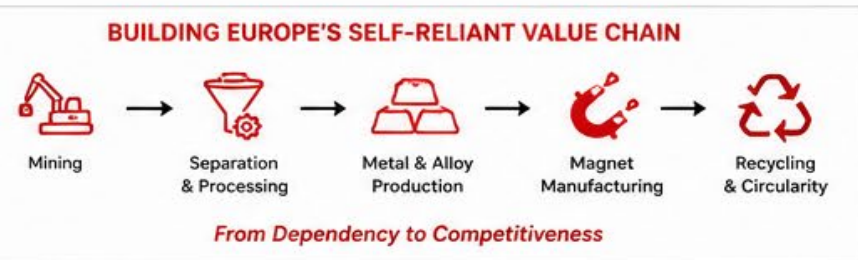 BUILDING EUROPE'S SELF-RELIANT VALUE CHAIN
Mining
Separation
& Processing
Metal & Alloy
Production
Magnet
Manufacturing
Recycling
& Circularity
From Dependency to Competitiveness